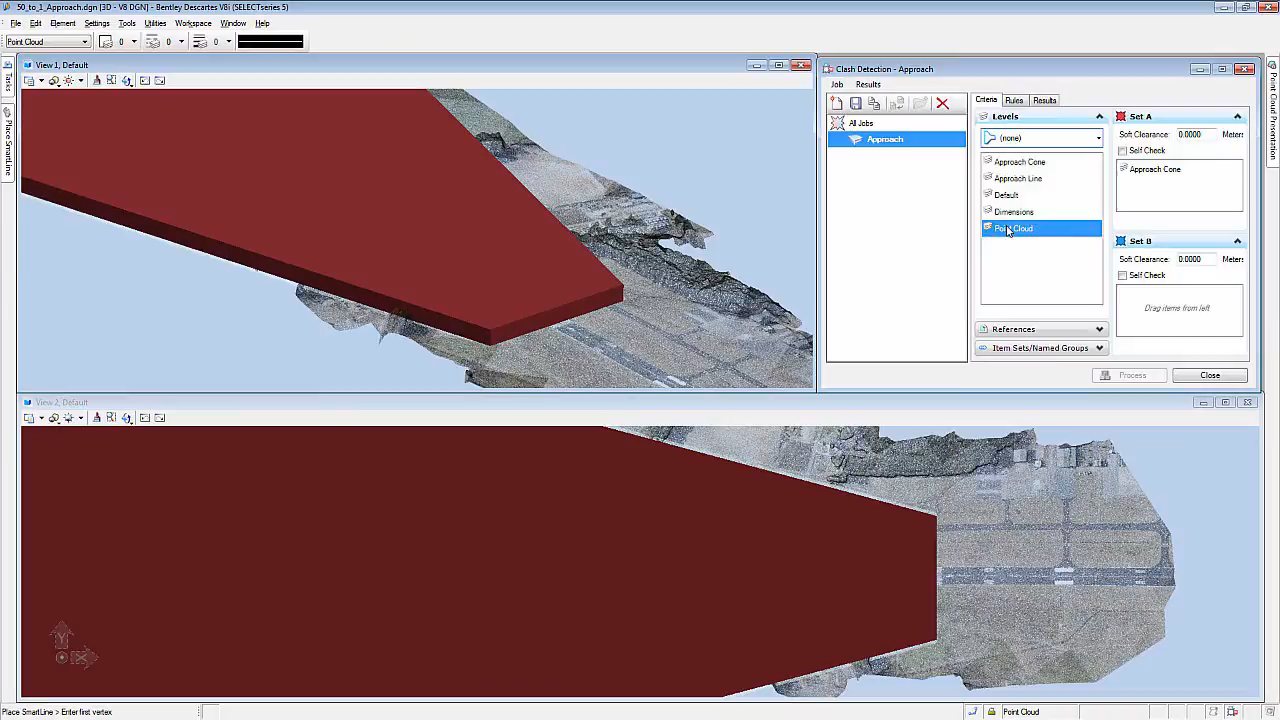 50_to_1_Approach.dgn [3D - V8 DGN] - Bentley Descartes V8i (SELECTseries 5)
File Edit Element Settings Tools Utilities Workspace Window Help
Point Cloud 0 0 0
Tasks
Place SmartLine
View 1, Default
Clash Detection - Approach
Job Results
All Jobs
Approach
Criteria Rules Results
Levels
(none)
Approach Cone
Approach Line
Default
Dimensions
Point Cloud
References
Item Sets/Named Groups
Set A
Soft Clearance: 0.0000 Meters
Self Check
Approach Cone
Set B
Soft Clearance: 0.0000 Meters
Self Check
Drag items from left
Process Close
Point Cloud Presentation
View 2, Default
Y
X
Place SmartLine > Enter first vertex
Point Cloud